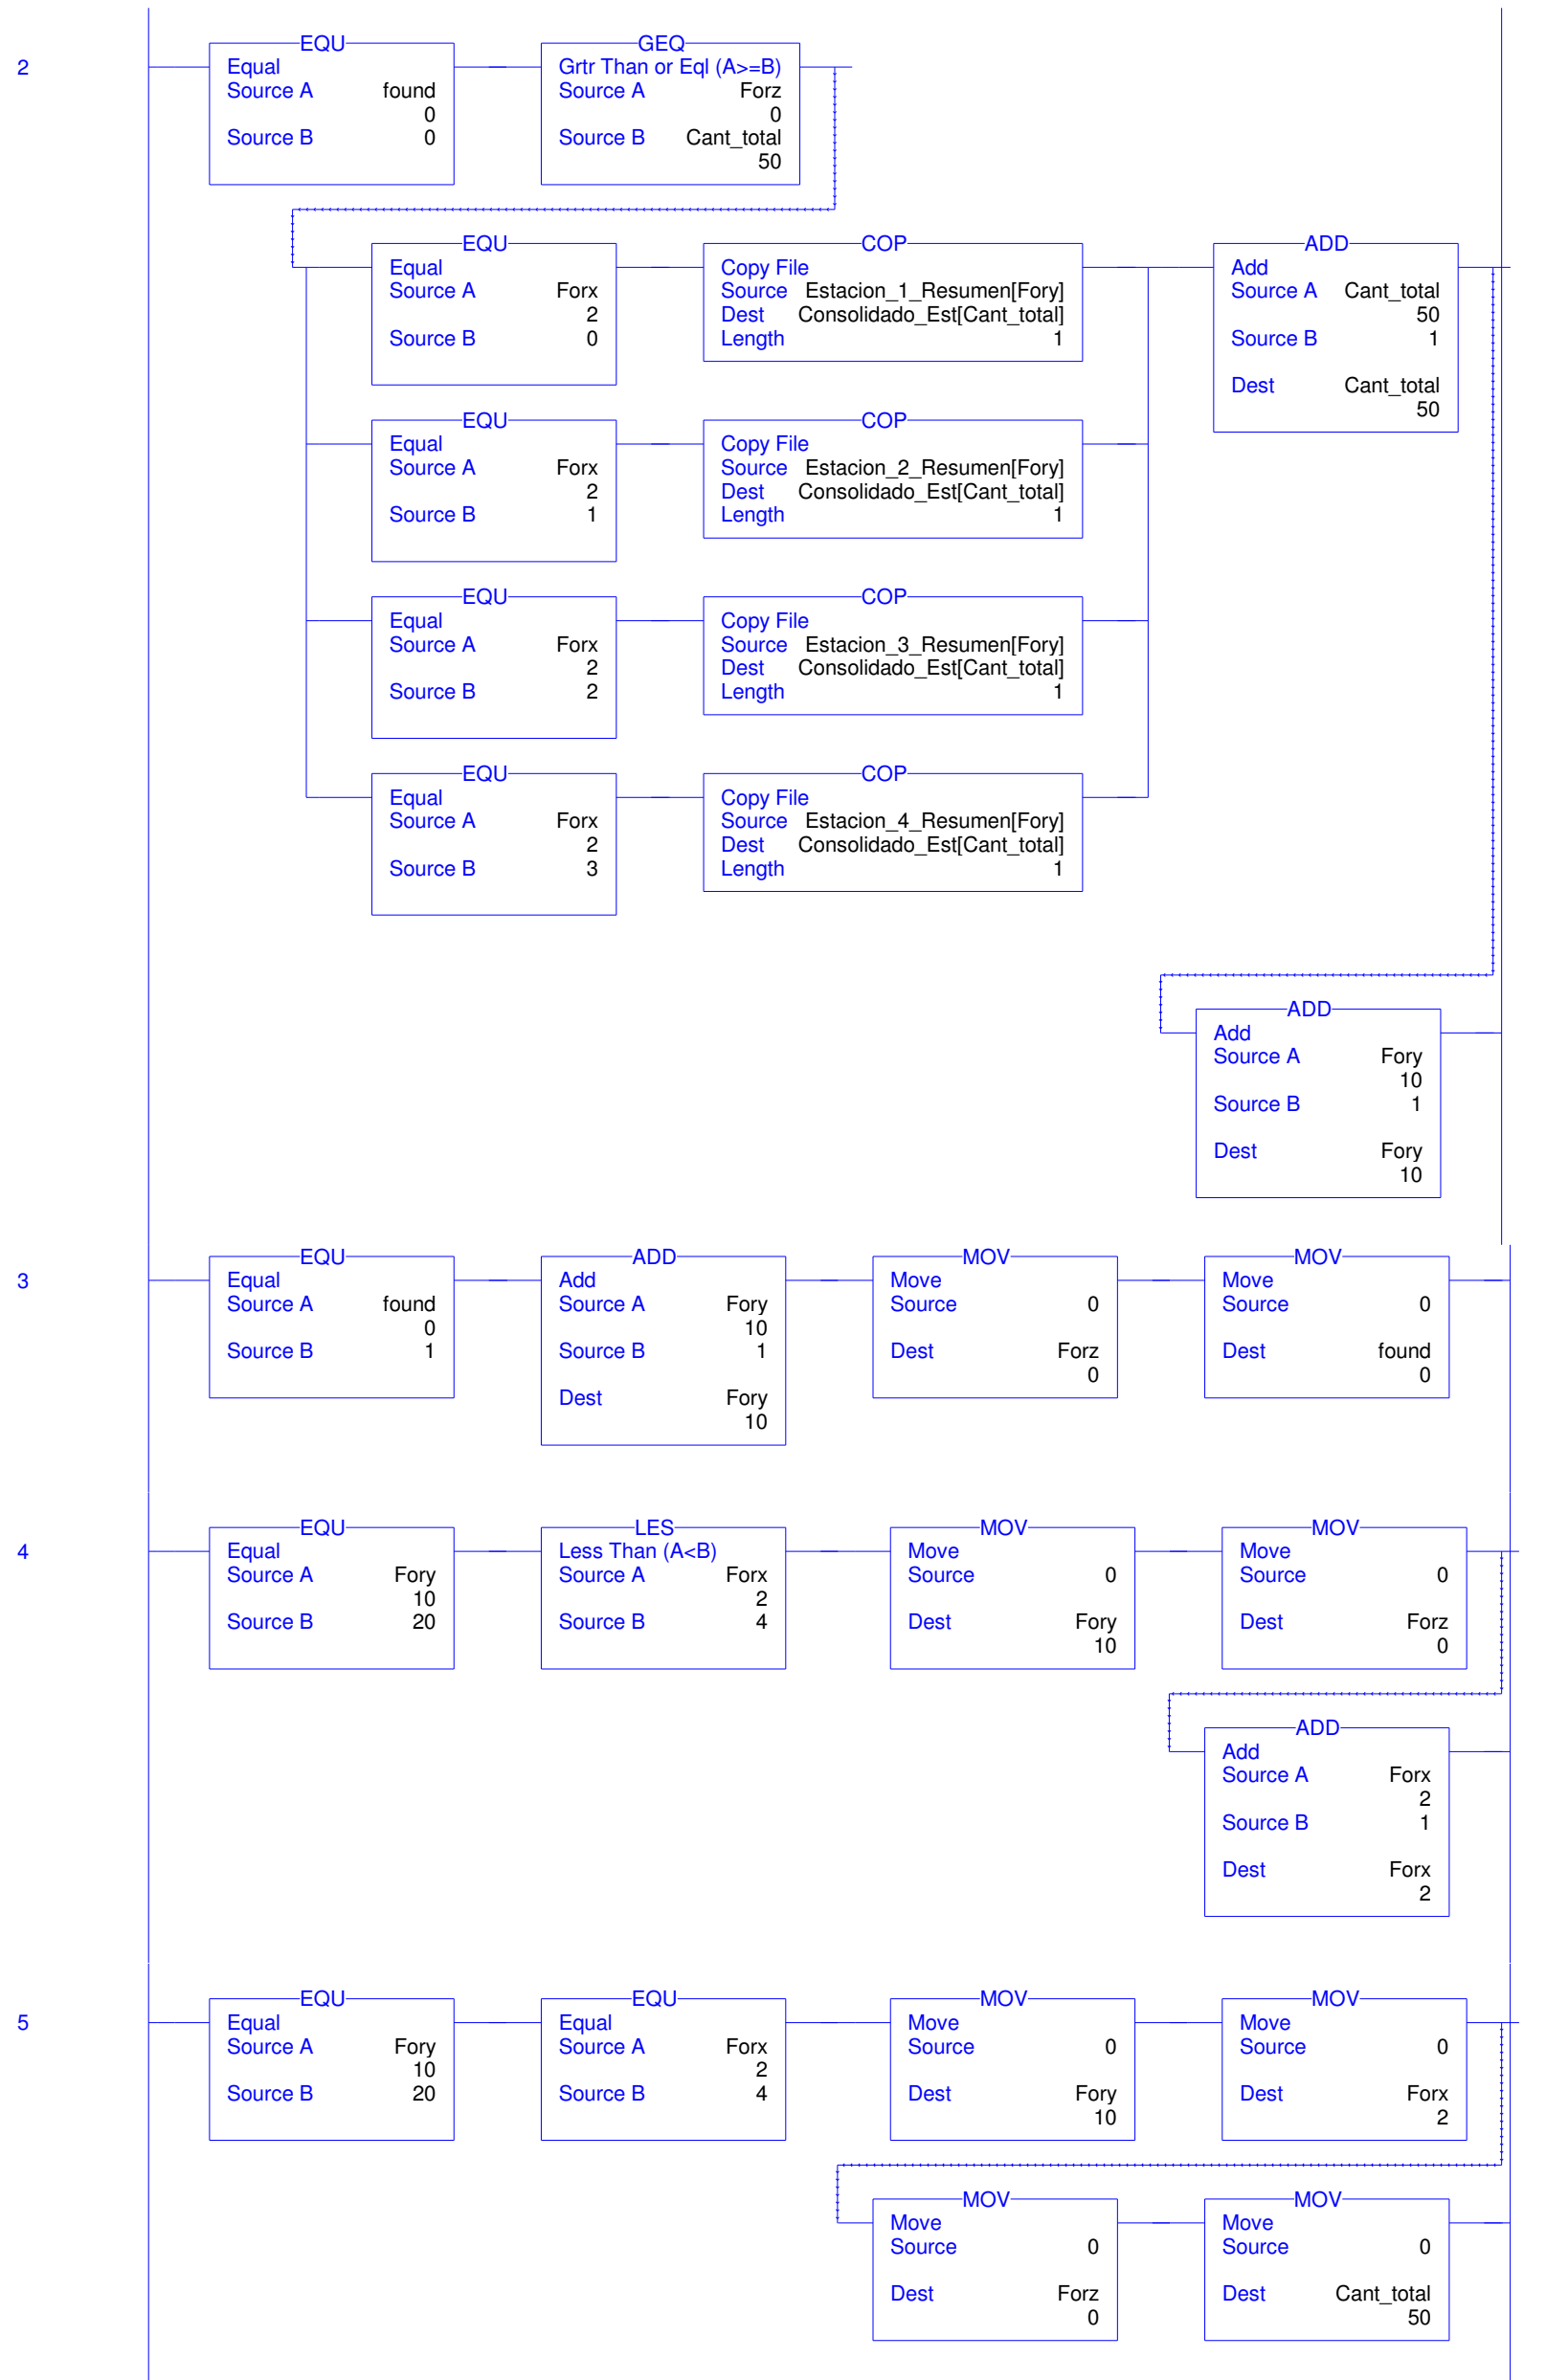 2
EQU
Equal
Source A found
0
Source B 0
GEQ
Grtr Than or Eql (A>=B)
Source A Forz
0
Source B Cant_total
50
EQU
Equal
Source A Forx
2
Source B 0
COP
Copy File
Source Estacion_1_Resumen[Fory]
Dest Consolidado_Est[Cant_total]
Length 1
ADD
Add
Source A Cant_total
50
Source B 1
Dest Cant_total
50
EQU
Equal
Source A Forx
2
Source B 1
COP
Copy File
Source Estacion_2_Resumen[Fory]
Dest Consolidado_Est[Cant_total]
Length 1
EQU
Equal
Source A Forx
2
Source B 2
COP
Copy File
Source Estacion_3_Resumen[Fory]
Dest Consolidado_Est[Cant_total]
Length 1
EQU
Equal
Source A Forx
2
Source B 3
COP
Copy File
Source Estacion_4_Resumen[Fory]
Dest Consolidado_Est[Cant_total]
Length 1
ADD
Add
Source A Fory
10
Source B 1
Dest Fory
10
3
EQU
Equal
Source A found
0
Source B 1
ADD
Add
Source A Fory
10
Source B 1
Dest Fory
10
MOV
Move
Source 0
Dest Forz
0
MOV
Move
Source 0
Dest found
0
4
EQU
Equal
Source A Fory
10
Source B 20
LES
Less Than (A<B)
Source A Forx
2
Source B 4
MOV
Move
Source 0
Dest Fory
10
MOV
Move
Source 0
Dest Forz
0
ADD
Add
Source A Forx
2
Source B 1
Dest Forx
2
5
EQU
Equal
Source A Fory
10
Source B 20
EQU
Equal
Source A Forx
2
Source B 4
MOV
Move
Source 0
Dest Fory
10
MOV
Move
Source 0
Dest Forx
2
MOV
Move
Source 0
Dest Forz
0
MOV
Move
Source 0
Dest Cant_total
50